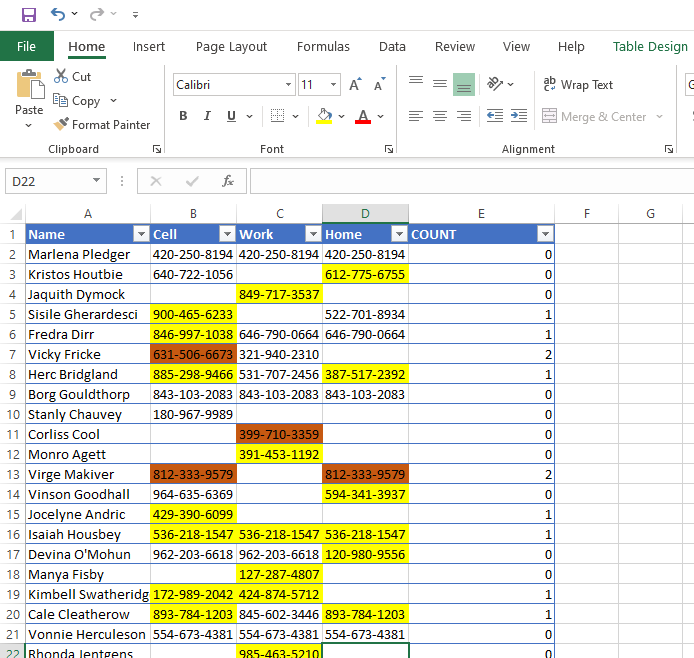 File Home Insert Page Layout Formulas Data Review View Help Table Design
Paste Cut Calibri 11 A A ab Wrap Text
Copy B I U A Merge & Center
Format Painter
Clipboard Font Alignment
D22 fx
A B C D E F G
1 Name Cell Work Home COUNT
2 Marlena Pledger 420-250-8194 420-250-8194 420-250-8194 0
3 Kristos Houtbie 640-722-1056 612-775-6755 0
4 Jaquith Dymock 849-717-3537 0
5 Sisile Gherardesci 900-465-6233 522-701-8934 1
6 Fredra Dirr 846-997-1038 646-790-0664 646-790-0664 1
7 Vicky Fricke 631-506-6673 321-940-2310 2
8 Herc Bridgland 885-298-9466 531-707-2456 387-517-2392 1
9 Borg Gouldthorp 843-103-2083 843-103-2083 843-103-2083 0
10 Stanly Chauvey 180-967-9989 0
11 Corliss Cool 399-710-3359 0
12 Monro Agett 391-453-1192 0
13 Virge Makiver 812-333-9579 812-333-9579 2
14 Vinson Goodhall 964-635-6369 594-341-3937 0
15 Jocelyne Andric 429-390-6099 1
16 Isaiah Housbey 536-218-1547 536-218-1547 536-218-1547 1
17 Devina O'Mohun 962-203-6618 962-203-6618 120-980-9556 0
18 Manya Fisby 127-287-4807 0
19 Kimbell Swatheridg 172-989-2042 424-874-5712 1
20 Cale Cleatherow 893-784-1203 845-602-3446 893-784-1203 1
21 Vonnie Herculeson 554-673-4381 554-673-4381 554-673-4381 0
22 Rhonda Jentgens 985-463-5210 0